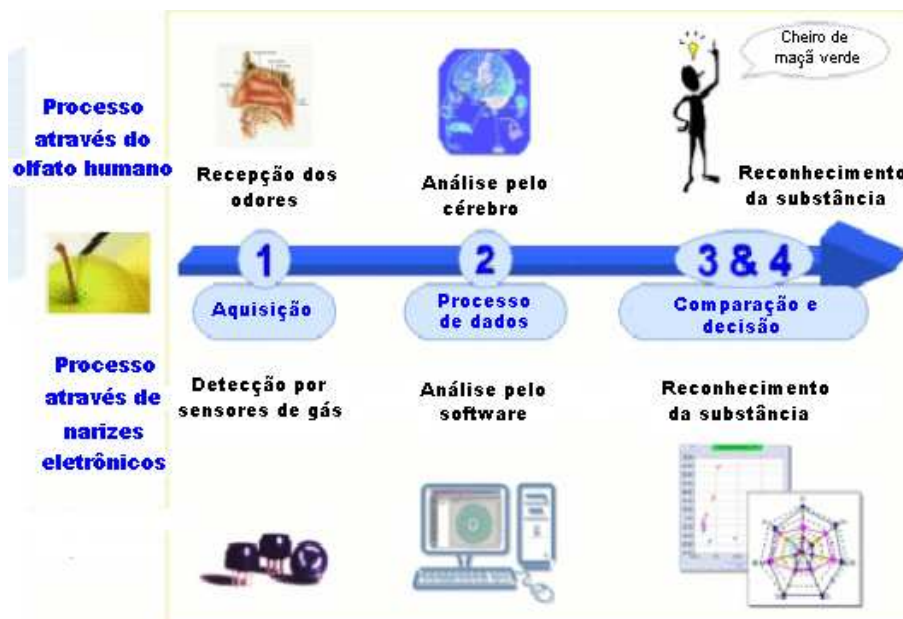 Cheiro de
maçã verde
Processo
através do
olfato humano
Recepção dos
odores
Análise pelo
cérebro
Reconhecimento
da substância
1
2
3 & 4
Aquisição
Processo
de dados
Comparação e
decisão
Processo
através de
narizes
eletrônicos
Detecção por
sensores de gás
Análise pelo
software
Reconhecimento
da substância